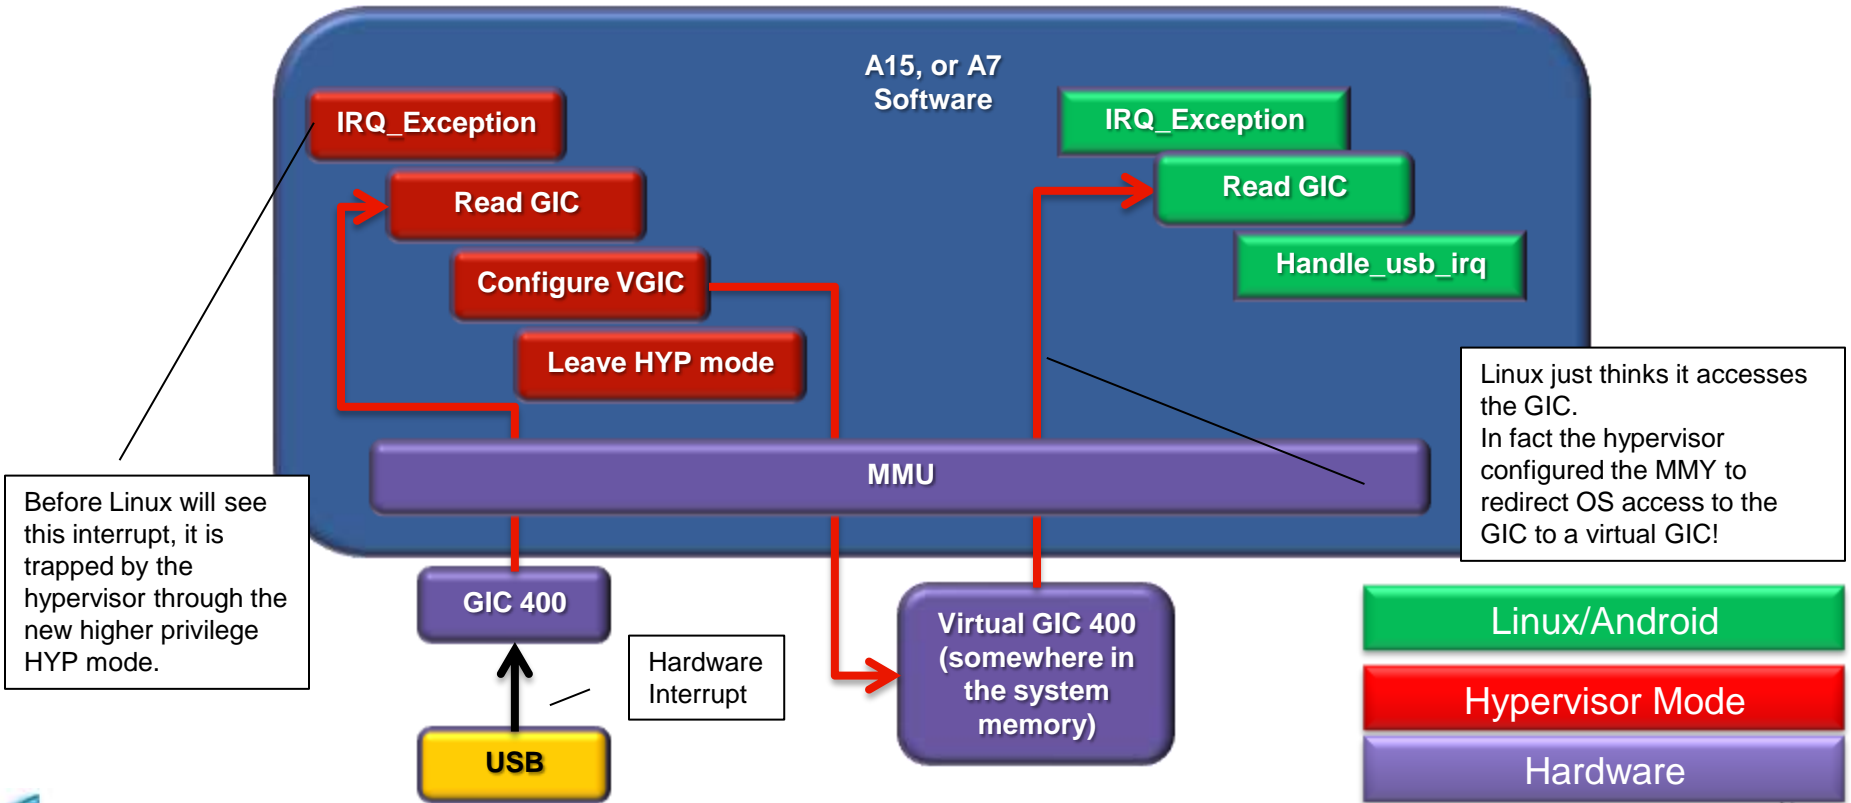 A15, or A7
Software
IRQ_Exception
Read GIC
Configure VGIC
Leave HYP mode
IRQ_Exception
Read GIC
Handle_usb_irq
MMU
Before Linux will see
this interrupt, it is
trapped by the
hypervisor through the
new higher privilege
HYP mode.
Linux just thinks it accesses
the GIC.
In fact the hypervisor
configured the MMY to
redirect OS access to the
GIC to a virtual GIC!
GIC 400
Hardware
Interrupt
USB
Virtual GIC 400
(somewhere in
the system
memory)
Linux/Android
Hypervisor Mode
Hardware